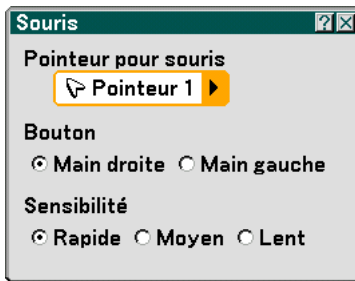 Souris
Pointeur pour souris
Pointeur 1
Bouton
Main droite Main gauche
Sensibilité
Rapide Moyen Lent